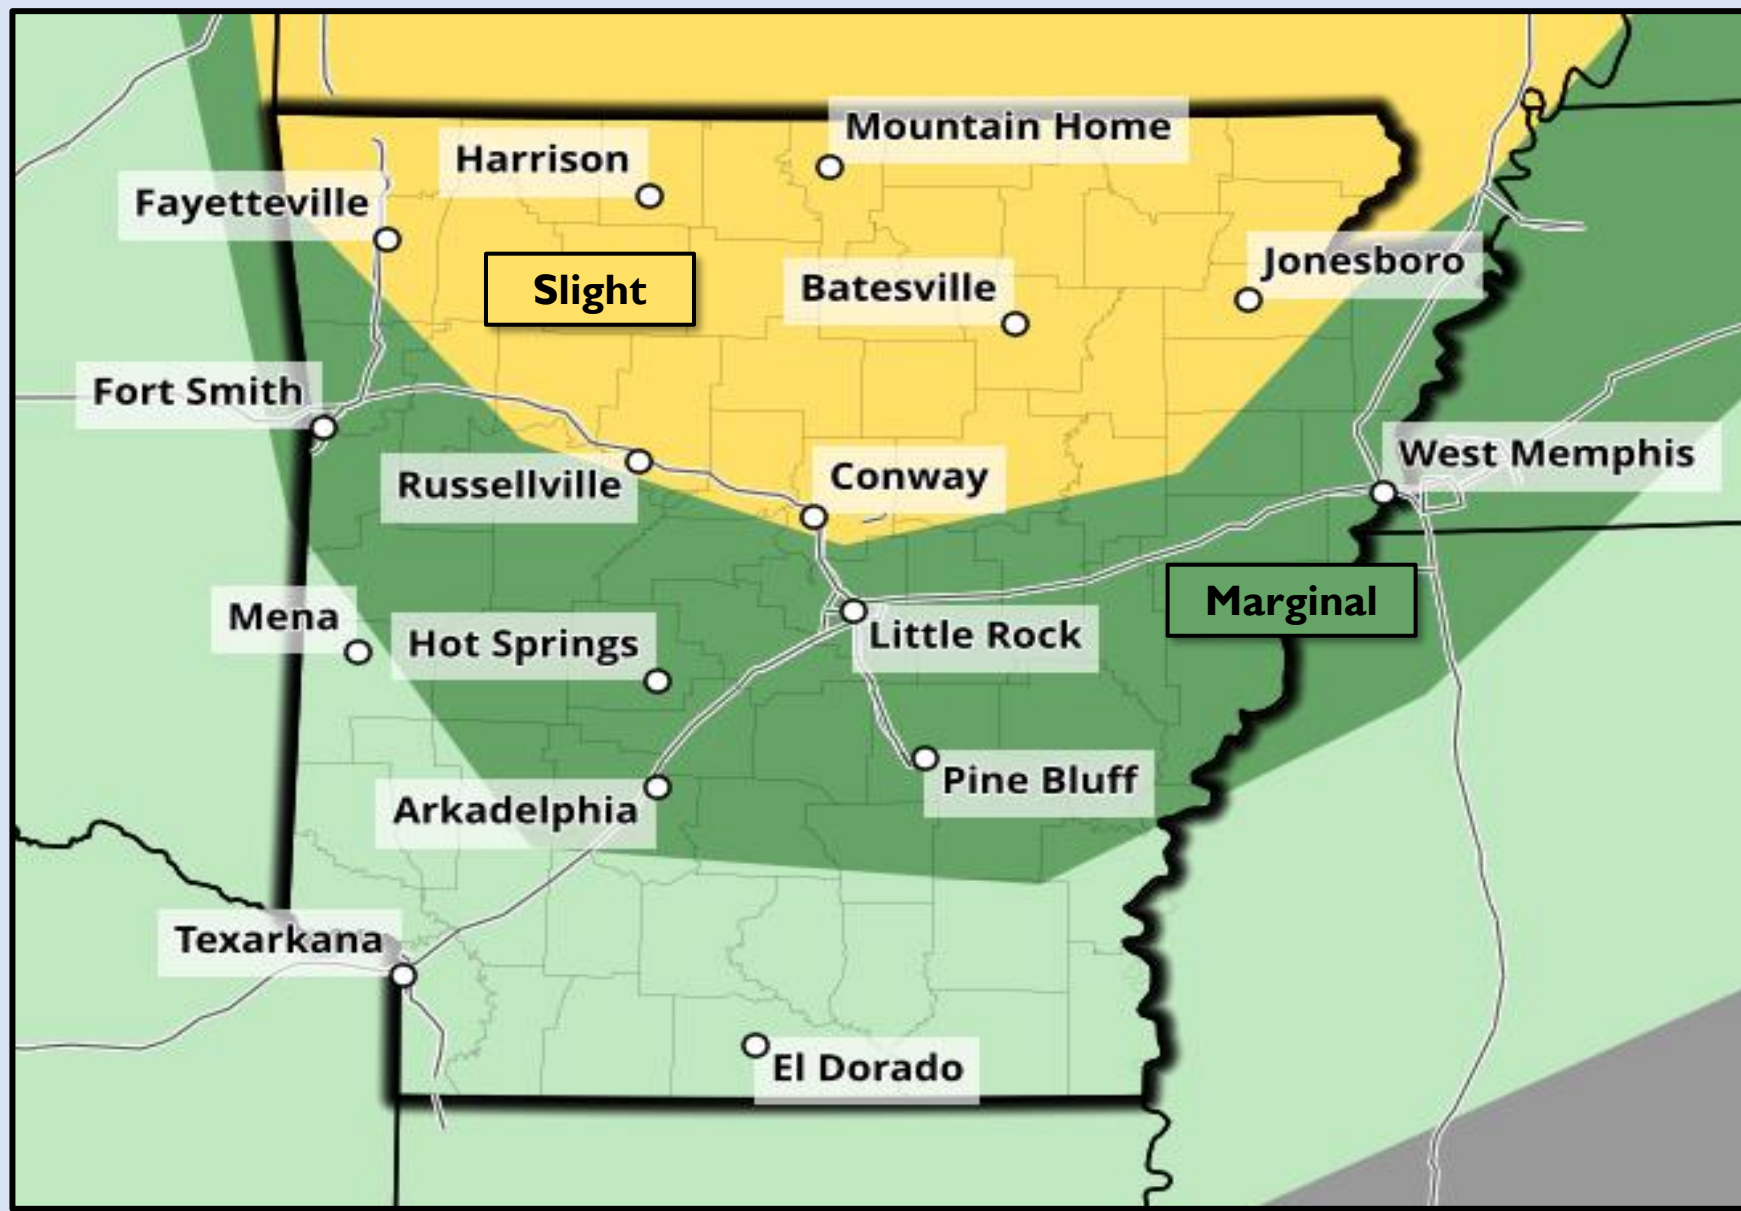 Mountain Home
Harrison
Fayetteville
Jonesboro
Slight
Batesville
Fort Smith
West Memphis
Conway
Russellville
Marginal
Mena
Hot Springs
Little Rock
Pine Bluff
Arkadelphia
Texarkana
El Dorado